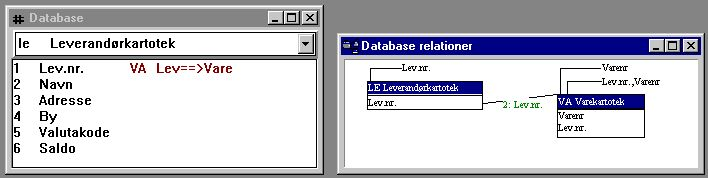 Database
le Leverandørkartotek
1 Lev.nr. VA Lev==>Vare
2 Navn
3 Adresse
4 By
5 Valutakode
6 Saldo
Database relationer
Lev.nr.
LE Leverandørkartotek
Lev.nr.
2: Lev.nr.
Varenr
Lev.nr.,Varenr
VA Varekartotek
Varenr
Lev.nr.